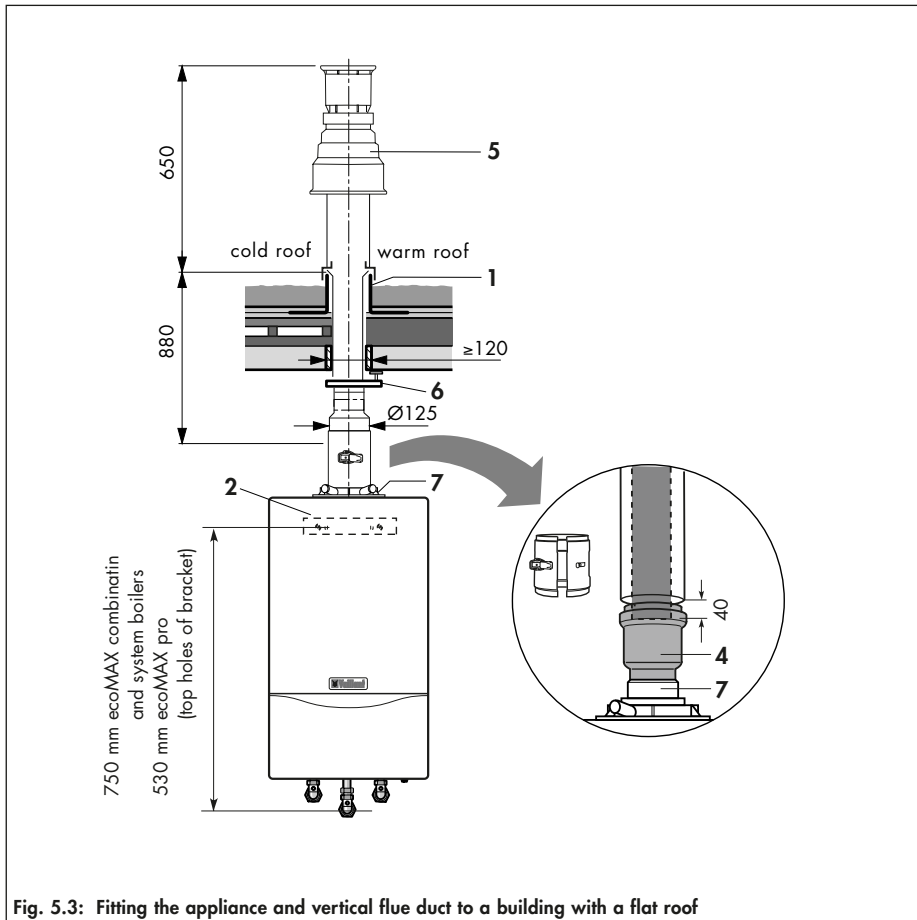 650
5
cold roof
warm roof
1
880
≥120
6
Ø125
7
2
750 mm ecoMAX combinatin
and system boilers
530 mm ecoMAX pro
(top holes of bracket)
Vaillant
40
4
7
Fig. 5.3: Fitting the appliance and vertical flue duct to a building with a flat roof